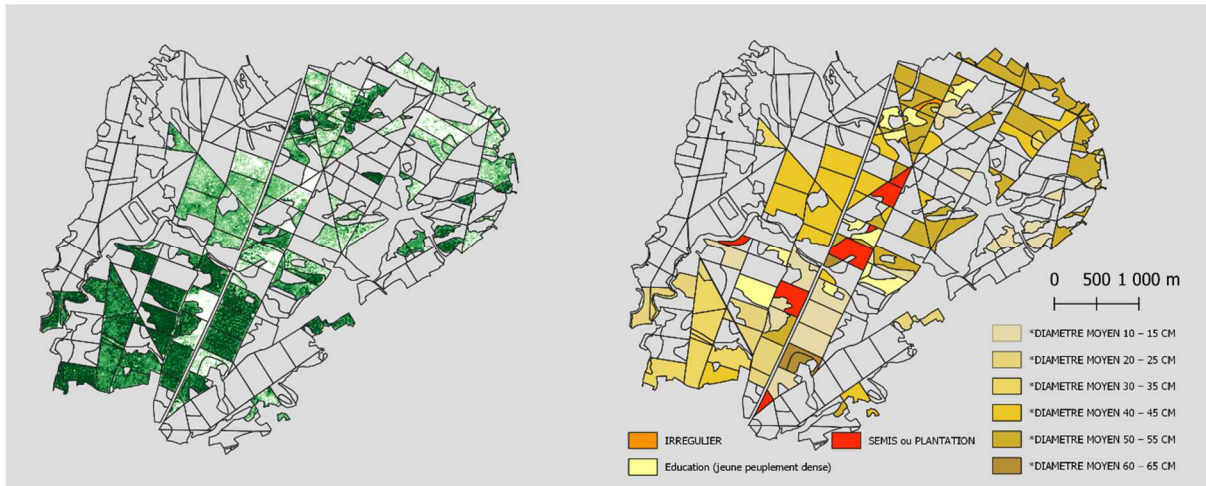 0 500 1 000 m
*DIAMETRE MOYEN 10 – 15 CM
*DIAMETRE MOYEN 20 – 25 CM
*DIAMETRE MOYEN 30 – 35 CM
*DIAMETRE MOYEN 40 – 45 CM
IRREGULIER
SEMIS ou PLANTATION
*DIAMETRE MOYEN 50 – 55 CM
Education (jeune peuplement dense)
*DIAMETRE MOYEN 60 – 65 CM